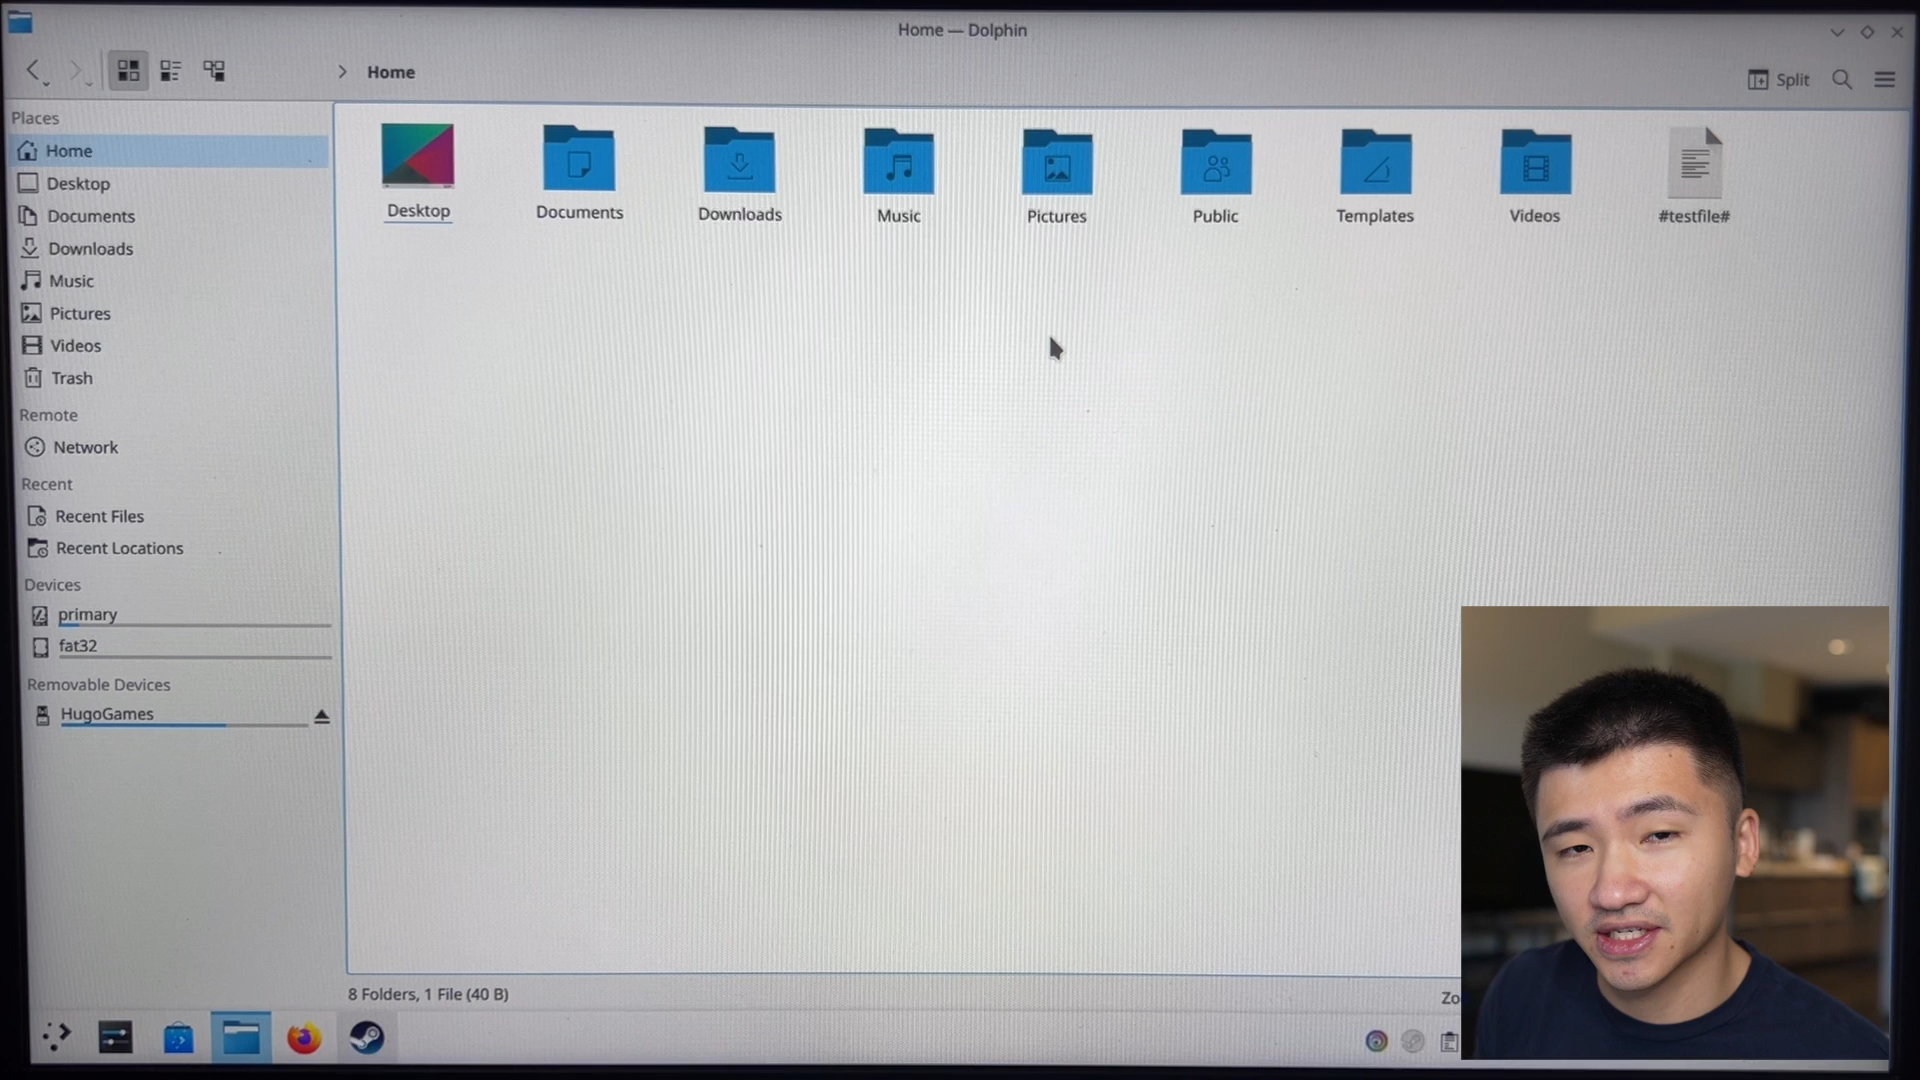 Home — Dolphin
Home
Split
Places
Home
Desktop
Documents
Downloads
Music
Pictures
Videos
Trash
Remote
Network
Recent
Recent Files
Recent Locations
Devices
primary
fat32
Removable Devices
HugoGames
Desktop
Documents
Downloads
Music
Pictures
Public
Templates
Videos
#testfile#
8 Folders, 1 File (40 B)
Zo